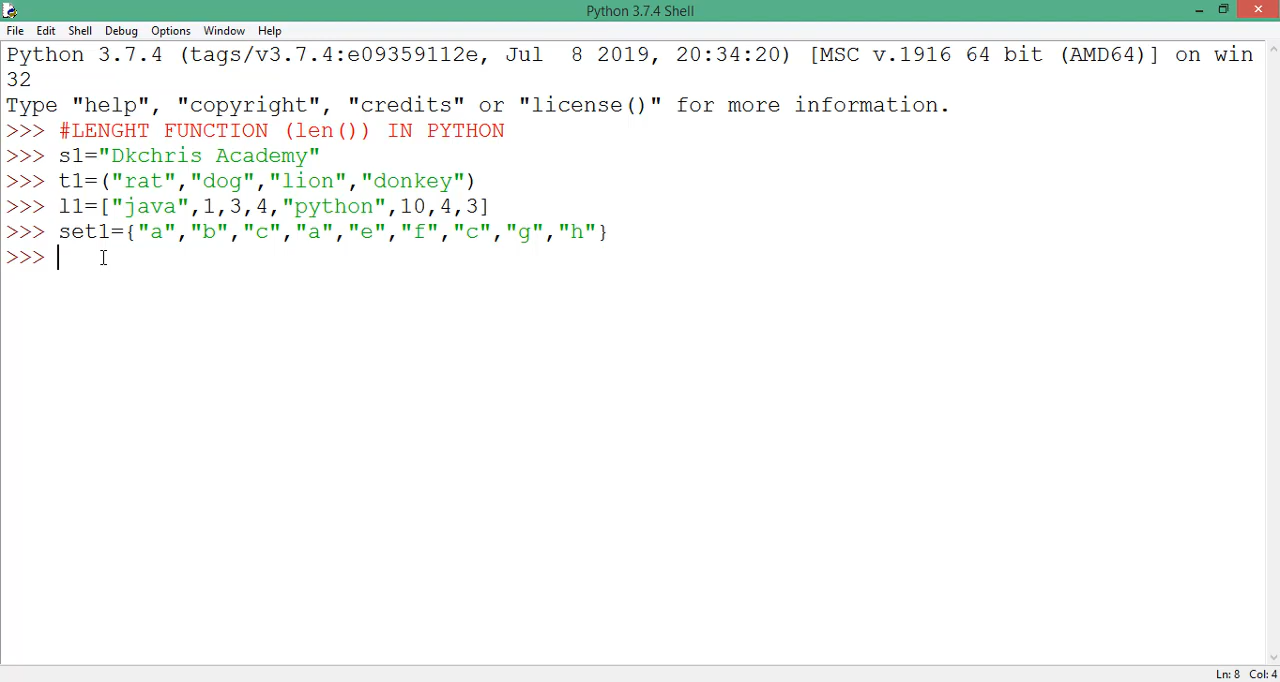 Python 3.7.4 Shell
File Edit Shell Debug Options Window Help
Python 3.7.4 (tags/v3.7.4:e09359112e, Jul  8 2019, 20:34:20) [MSC v.1916 64 bit (AMD64)] on win
32
Type "help", "copyright", "credits" or "license()" for more information.
>>> #LENGHT FUNCTION (len()) IN PYTHON
>>> s1="Dkchris Academy"
>>> t1=("rat","dog","lion","donkey")
>>> l1=["java",1,3,4,"python",10,4,3]
>>> set1={"a","b","c","a","e","f","c","g","h"}
>>>
Ln: 8 Col: 4